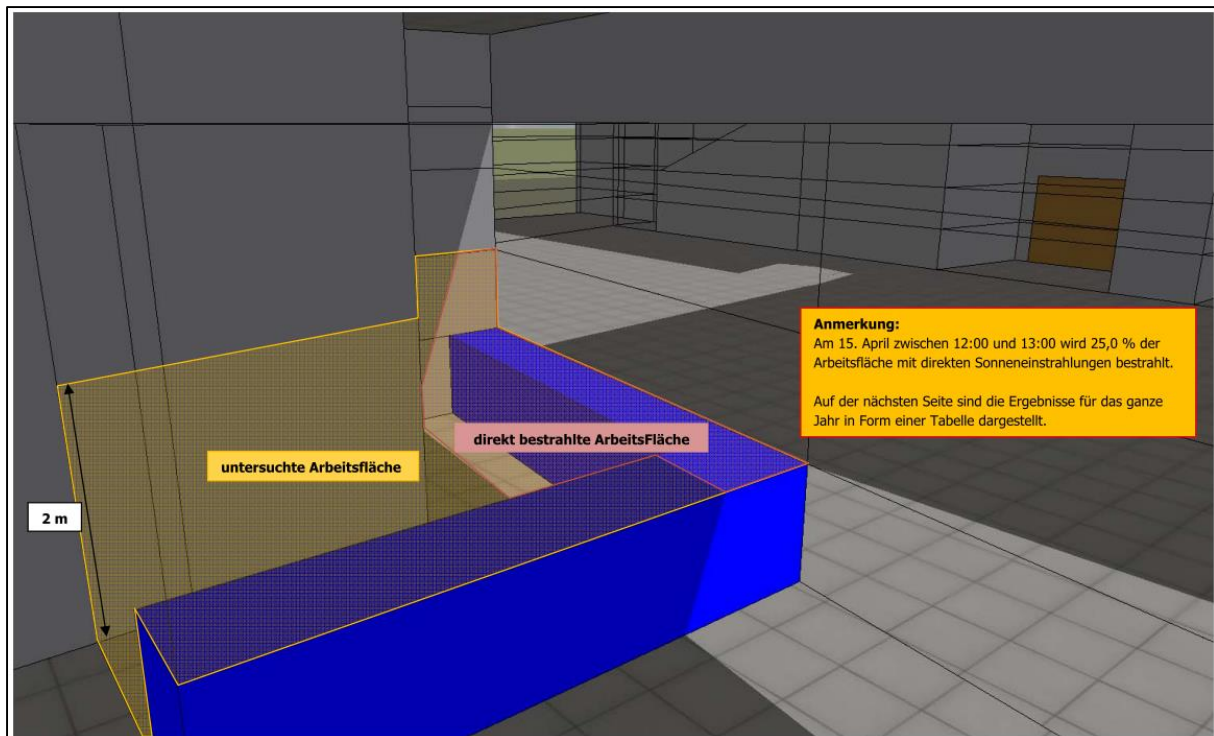 Anmerkung:
Am 15. April zwischen 12:00 und 13:00 wird 25,0 % der
Arbeitsfläche mit direkten Sonneneinstrahlungen bestrahlt.
Auf der nächsten Seite sind die Ergebnisse für das ganze
Jahr in Form einer Tabelle dargestellt.
direkt bestrahlte ArbeitsFläche
untersuchte Arbeitsfläche
2 m